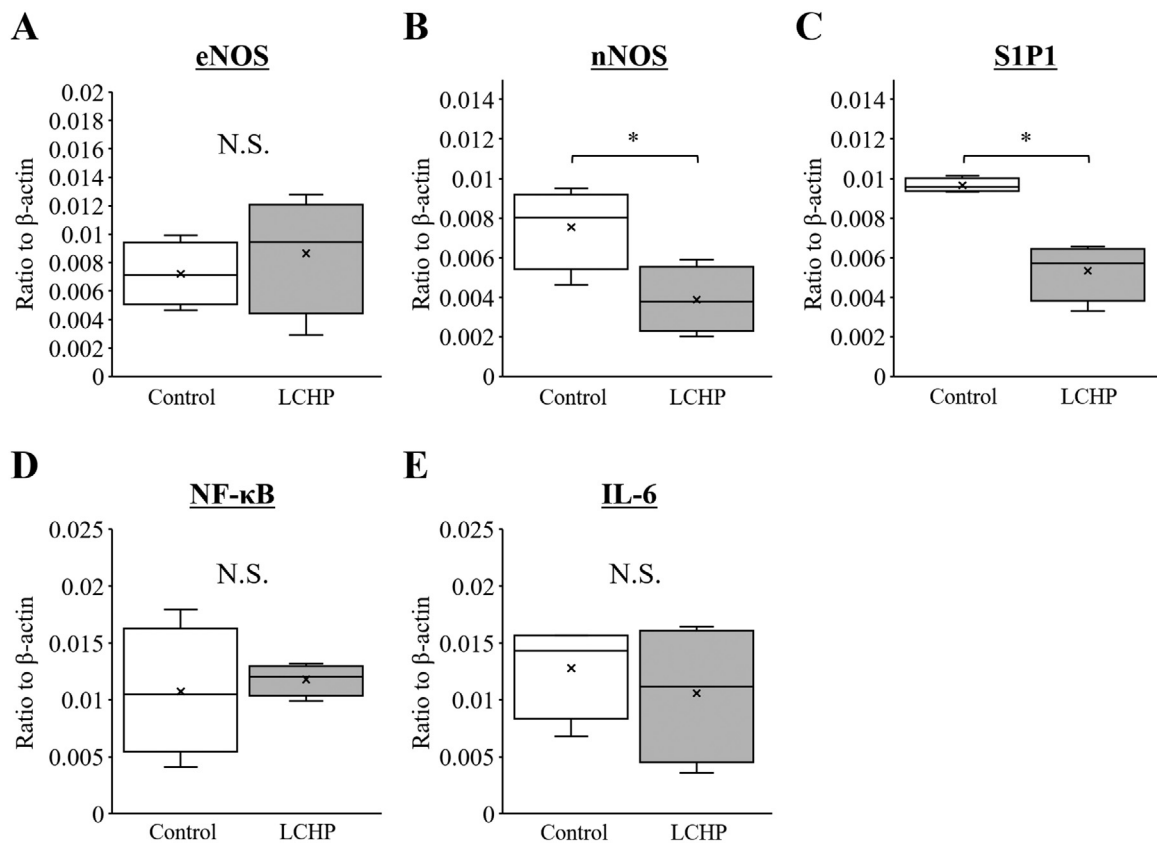 A
eNOS
Ratio to β-actin
0.02
0.018
0.016
0.014
0.012
0.01
0.008
0.006
0.004
0.002
0
N.S.
Control
LCHP
B
nNOS
Ratio to β-actin
0.014
0.012
0.01
0.008
0.006
0.004
0.002
0
*
Control
LCHP
C
S1P1
Ratio to β-actin
0.014
0.012
0.01
0.008
0.006
0.004
0.002
0
*
Control
LCHP
D
NF-κB
Ratio to β-actin
0.025
0.02
0.015
0.01
0.005
0
N.S.
Control
LCHP
E
IL-6
Ratio to β-actin
0.025
0.02
0.015
0.01
0.005
0
N.S.
Control
LCHP